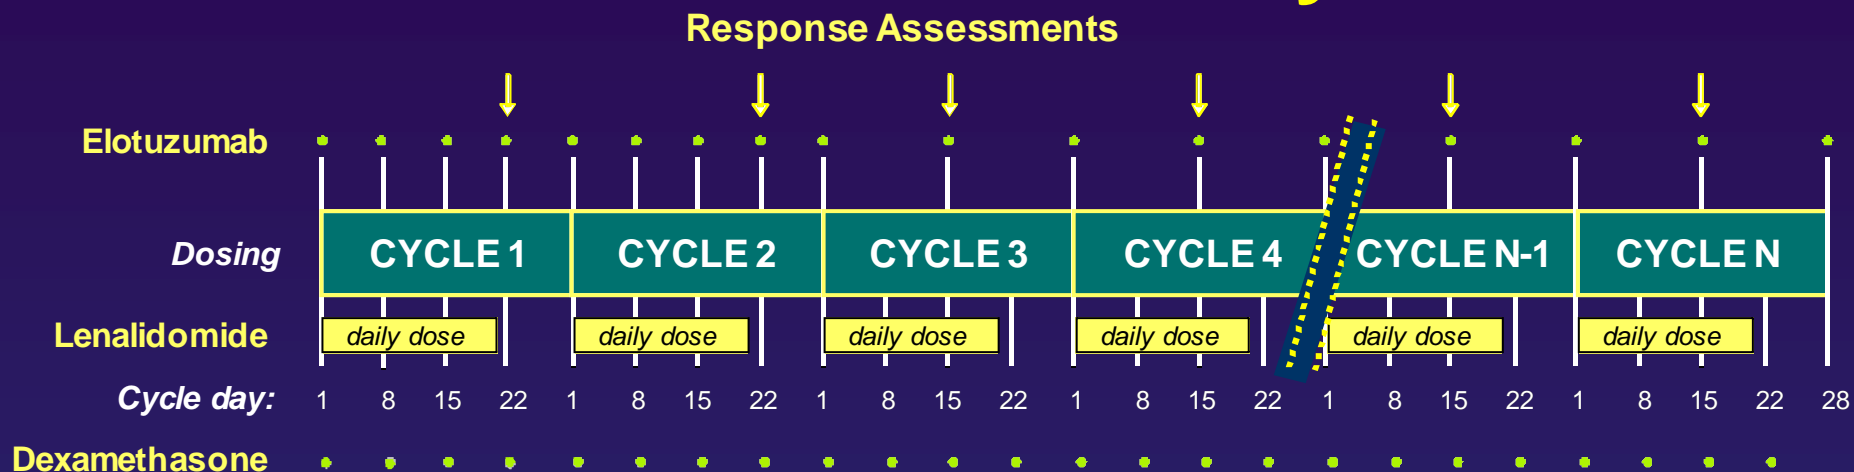 Response Assessments
Elotuzumab
Dosing CYCLE 1 CYCLE 2 CYCLE 3 CYCLE 4 CYCLE N-1 CYCLE N
Lenalidomide daily dose daily dose daily dose daily dose daily dose daily dose
Cycle day: 1 8 15 22 1 8 15 22 1 8 15 22 1 8 15 22 1 8 15 22 1 8 15 22 28
Dexamethasone